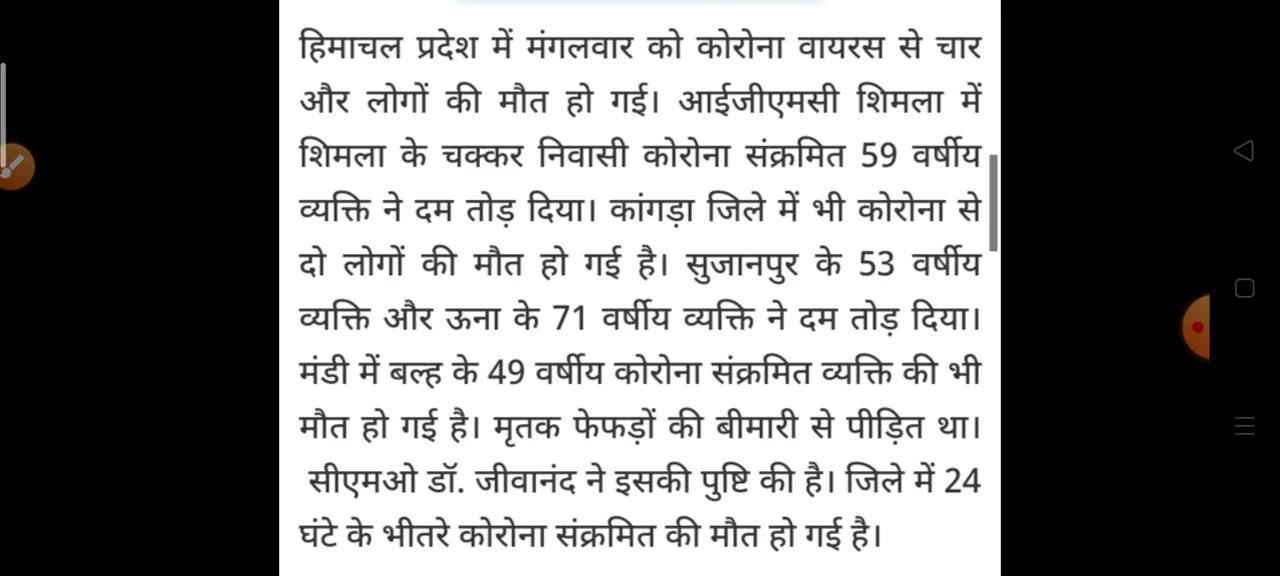 हिमाचल प्रदेश में मंगलवार को कोरोना वायरस से चार
और लोगों की मौत हो गई। आईजीएमसी शिमला में
शिमला के चक्कर निवासी कोरोना संक्रमित 59 वर्षीय
व्यक्ति ने दम तोड़ दिया। कांगड़ा जिले में भी कोरोना से
दो लोगों की मौत हो गई है। सुजानपुर के 53 वर्षीय
व्यक्ति और ऊना के 71 वर्षीय व्यक्ति ने दम तोड़ दिया।
मंडी में बल्ह के 49 वर्षीय कोरोना संक्रमित व्यक्ति की भी
मौत हो गई है। मृतक फेफड़ों की बीमारी से पीड़ित था।
सीएमओ डॉ. जीवानंद ने इसकी पुष्टि की है। जिले में 24
घंटे के भीतरे कोरोना संक्रमित की मौत हो गई है।